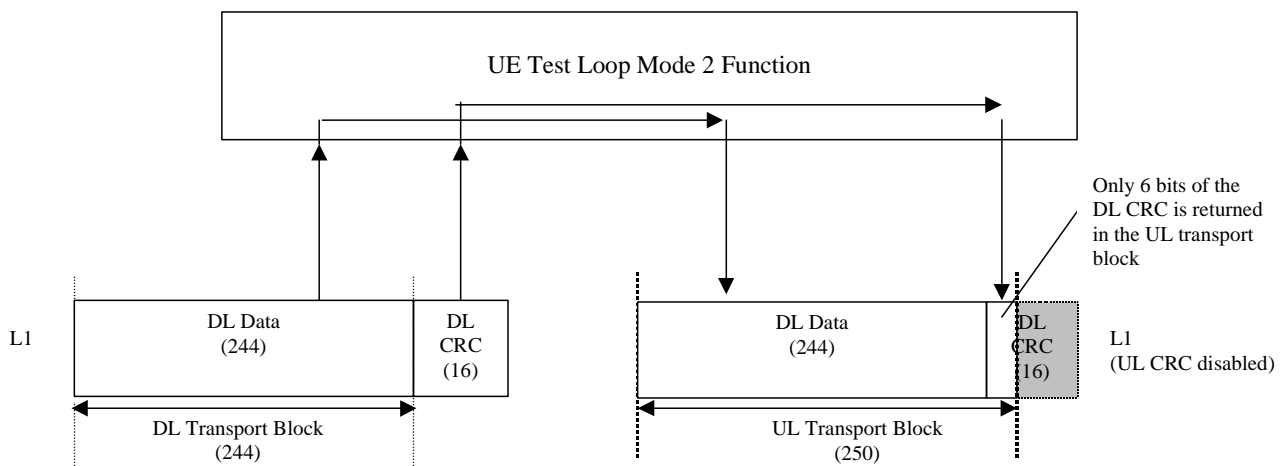 UE Test Loop Mode 2 Function
Only 6 bits of the
DL CRC is returned
in the UL transport
block
L1
DL Data
(244)
DL
CRC
(16)
DL Transport Block
(244)
DL Data
(244)
DL
CRC
(16)
UL Transport Block
(250)
L1
(UL CRC disabled)